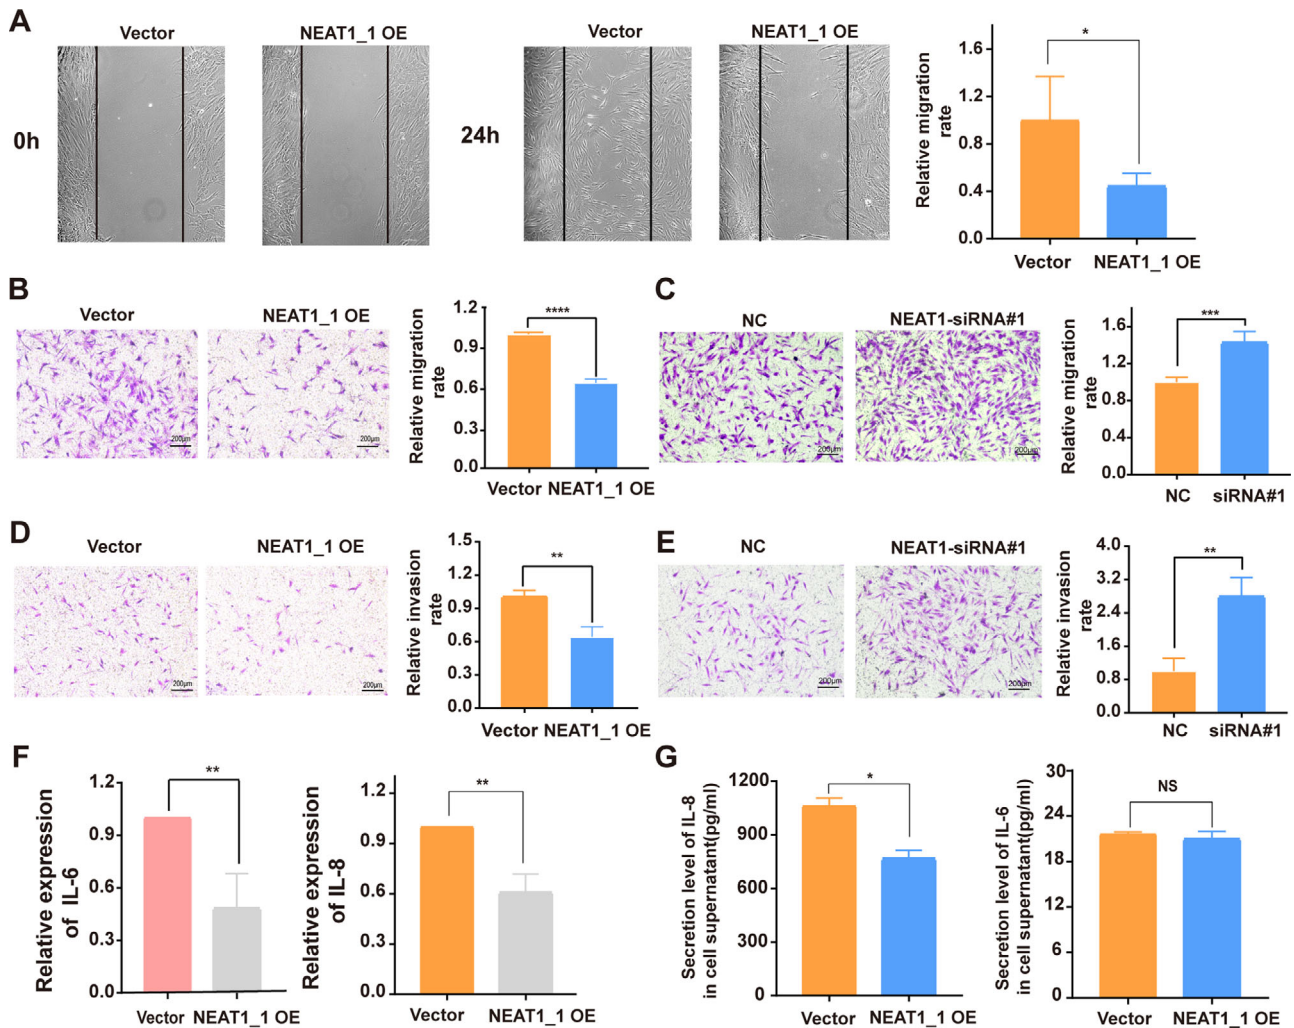 A
Vector
NEAT1_1 OE
Vector
NEAT1_1 OE
0h
24h
Relative migration
rate
1.6
1.2
0.8
0.4
0.0
*
Vector
NEAT1_1 OE
B
Vector
NEAT1_1 OE
200μm
200μm
Relative migration
rate
1.2
0.9
0.6
0.3
0.0
****
Vector
NEAT1_1 OE
C
NC
NEAT1-siRNA#1
200μm
200μm
Relative migration
rate
1.8
1.4
1.0
0.6
0.0
***
NC
siRNA#1
D
Vector
NEAT1_1 OE
200μm
200μm
Relative invasion
rate
1.5
1.2
0.9
0.6
0.3
0.0
**
Vector
NEAT1_1 OE
E
NC
NEAT1-siRNA#1
200μm
200μm
Relative invasion
rate
4.0
3.2
2.4
1.6
0.8
0.0
**
NC
siRNA#1
F
Relative expression
of IL-6
1.2
0.9
0.6
0.3
0.0
**
Vector
NEAT1_1 OE
Relative expression
of IL-8
1.2
0.9
0.6
0.3
0.0
**
Vector
NEAT1_1 OE
G
Secretion level of IL-8
in cell supernatant(pg/ml)
1200
900
600
300
0
*
Vector
NEAT1_1 OE
Secretion level of IL-6
in cell supernatant(pg/ml)
30
24
18
12
6
0
NS
Vector
NEAT1_1 OE